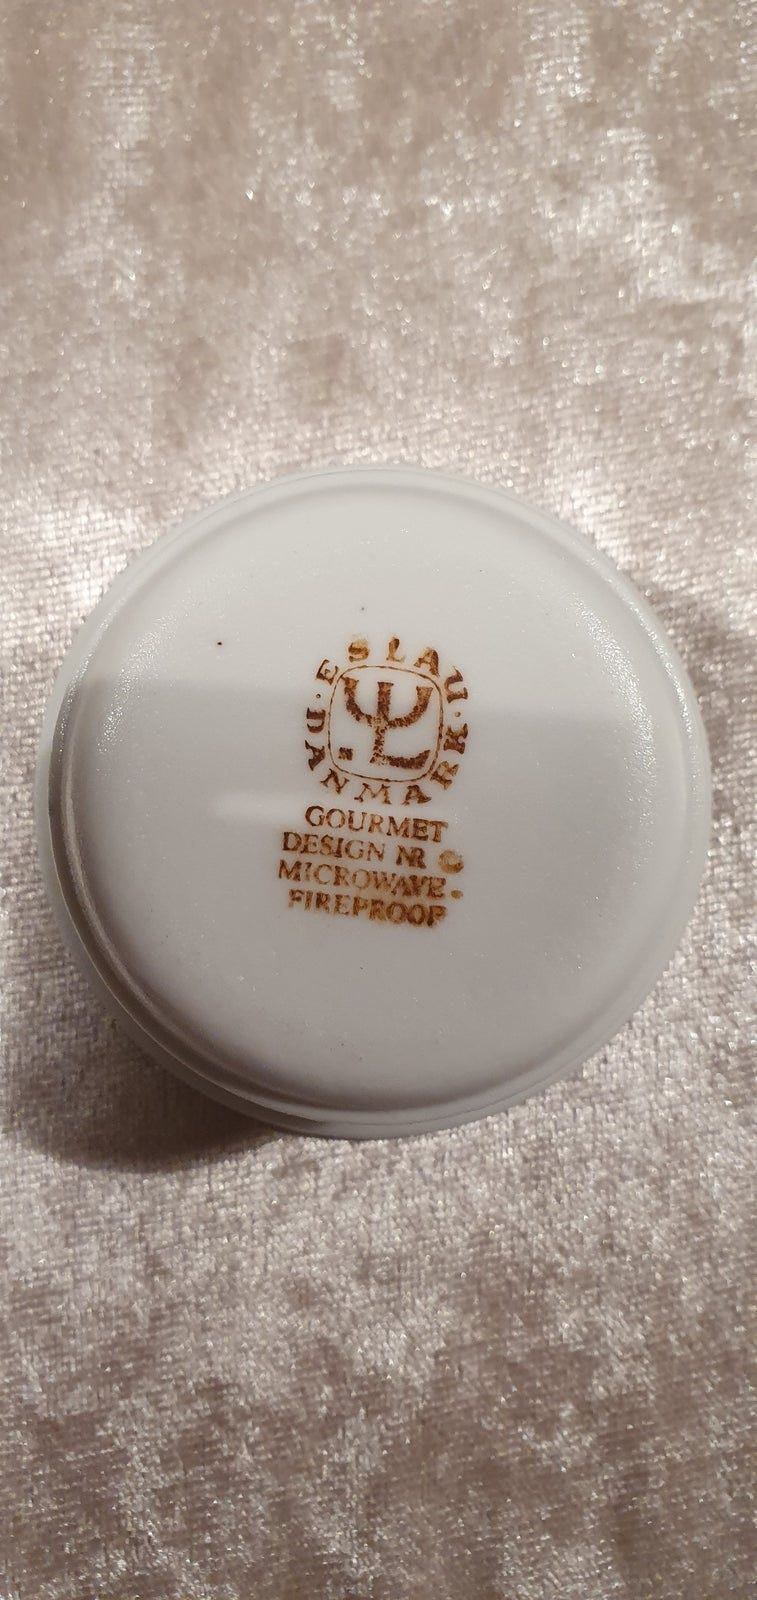 ESLAU · DANMARK ·
GOURMET
DESIGN NR
MICROWAVE-
FIREPROOF